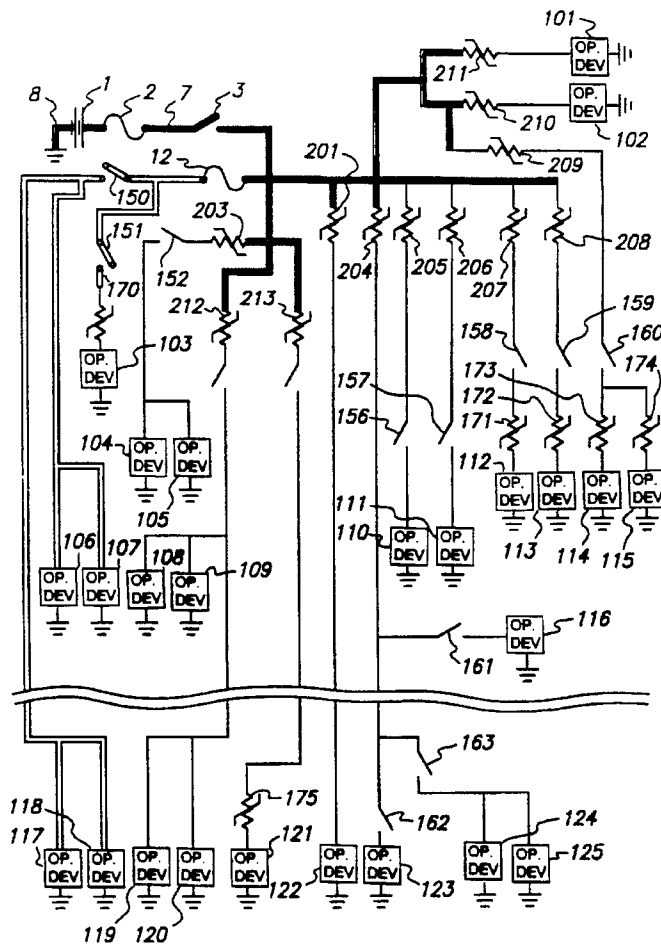 101
OP.
DEV
211
8 1 2 7 3
OP.
DEV
210
102
12
201
209
150
151
203
152
204 205 206
207
208
170
212 213
158
159
160
OP.
DEV
103
157
173
174
156
172
171
OP.
DEV
104
OP.
DEV
105
111
112
OP.
DEV
OP.
DEV
113
OP.
DEV
114
OP.
DEV
115
110
OP.
DEV
OP.
DEV
106
OP.
DEV
107
OP.
DEV
108
OP.
DEV
109
OP.
DEV
OP.
DEV
116
161
163
175
162
118
117
OP.
DEV
OP.
DEV
OP.
DEV
119
OP.
DEV
120
OP.
DEV
121
OP.
DEV
122
OP.
DEV
123
OP.
DEV
124
OP.
DEV
125